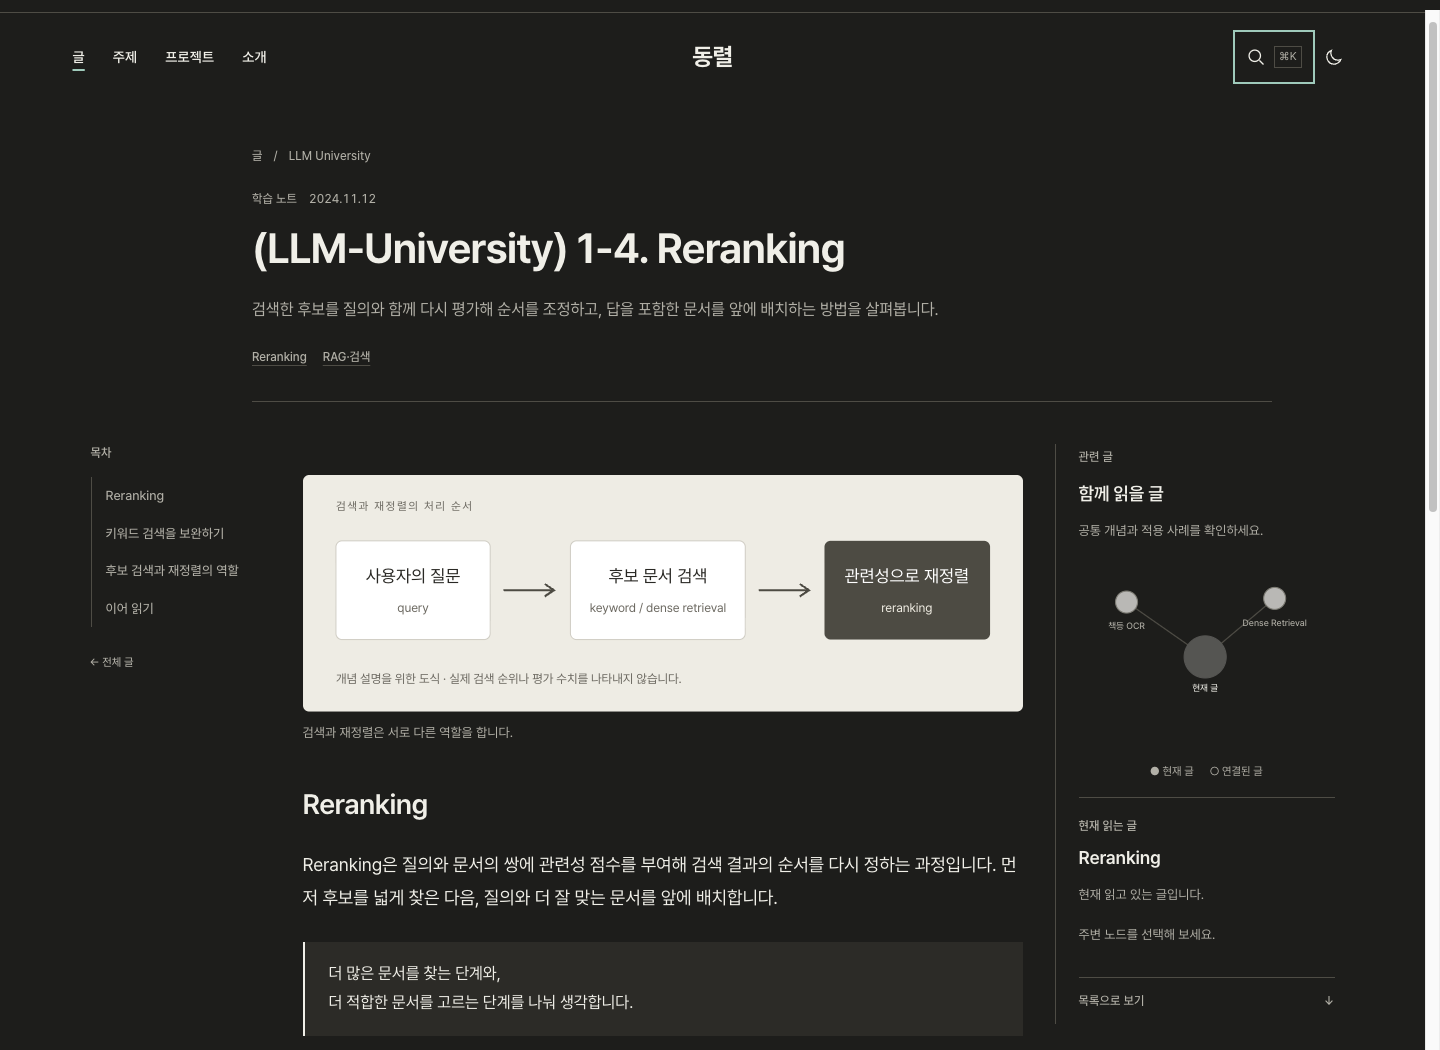 글 주제 프로젝트 소개
동렬
⌘K
글 / LLM University
학습 노트 2024.11.12
(LLM-University) 1-4. Reranking
검색한 후보를 질의와 함께 다시 평가해 순서를 조정하고, 답을 포함한 문서를 앞에 배치하는 방법을 살펴봅니다.
Reranking RAG·검색
목차
Reranking
키워드 검색을 보완하기
후보 검색과 재정렬의 역할
이어 읽기
← 전체 글
검색과 재정렬의 처리 순서
사용자의 질문
query
후보 문서 검색
keyword / dense retrieval
관련성으로 재정렬
reranking
개념 설명을 위한 도식 · 실제 검색 순위나 평가 수치를 나타내지 않습니다.
검색과 재정렬은 서로 다른 역할을 합니다.
Reranking
Reranking은 질의와 문서의 쌍에 관련성 점수를 부여해 검색 결과의 순서를 다시 정하는 과정입니다. 먼
저 후보를 넓게 찾은 다음, 질의와 더 잘 맞는 문서를 앞에 배치합니다.
더 많은 문서를 찾는 단계와,
더 적합한 문서를 고르는 단계를 나눠 생각합니다.
관련 글
함께 읽을 글
공통 개념과 적용 사례를 확인하세요.
책등 OCR
Dense Retrieval
현재 글
현재 글 연결된 글
현재 읽는 글
Reranking
현재 읽고 있는 글입니다.
주변 노드를 선택해 보세요.
목록으로 보기 ↓